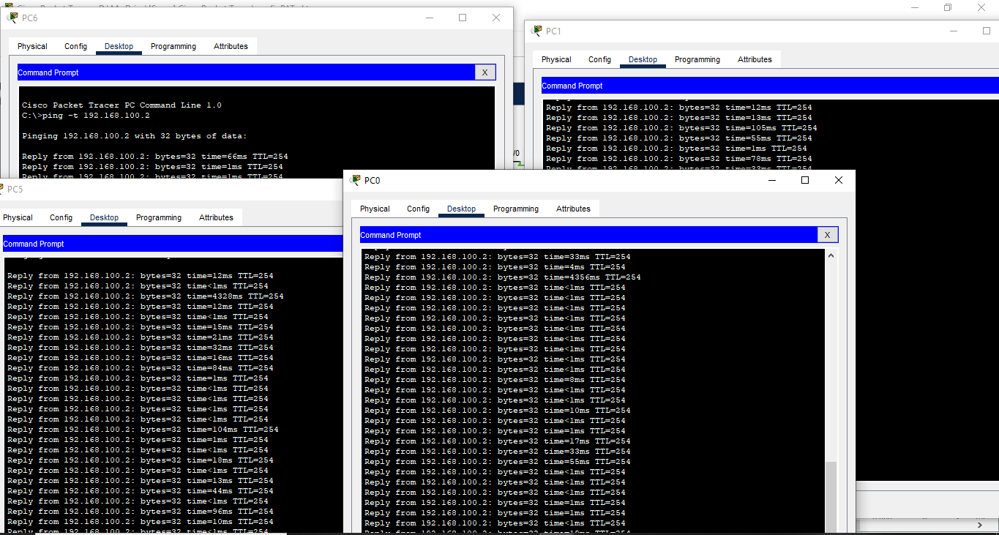 PC6
Physical Config Desktop Programming Attributes
Command Prompt
X
Cisco Packet Tracer PC Command Line 1.0
C:\>ping -t 192.168.100.2
Pinging 192.168.100.2 with 32 bytes of data:
Reply from 192.168.100.2: bytes=32 time=66ms TTL=254
Reply from 192.168.100.2: bytes=32 time=1ms TTL=254
Reply from 192.168.100.2: bytes=32 time=1ms TTL=254
/0
PC1
Physical Config Desktop Programming Attributes
Command Prompt
Reply from 192.168.100.2: bytes=32 time=12ms TTL=254
Reply from 192.168.100.2: bytes=32 time=13ms TTL=254
Reply from 192.168.100.2: bytes=32 time=105ms TTL=254
Reply from 192.168.100.2: bytes=32 time=55ms TTL=254
Reply from 192.168.100.2: bytes=32 time=1ms TTL=254
Reply from 192.168.100.2: bytes=32 time=78ms TTL=254
Reply from 192.168.100.2: bytes=32 time=33ms TTL=254
PC5
Physical Config Desktop Programming Attributes
Command Prompt
Reply from 192.168.100.2: bytes=32 time=12ms TTL=254
Reply from 192.168.100.2: bytes=32 time<1ms TTL=254
Reply from 192.168.100.2: bytes=32 time=4328ms TTL=254
Reply from 192.168.100.2: bytes=32 time=12ms TTL=254
Reply from 192.168.100.2: bytes=32 time<1ms TTL=254
Reply from 192.168.100.2: bytes=32 time=15ms TTL=254
Reply from 192.168.100.2: bytes=32 time=21ms TTL=254
Reply from 192.168.100.2: bytes=32 time=32ms TTL=254
Reply from 192.168.100.2: bytes=32 time=16ms TTL=254
Reply from 192.168.100.2: bytes=32 time=84ms TTL=254
Reply from 192.168.100.2: bytes=32 time=1ms TTL=254
Reply from 192.168.100.2: bytes=32 time<1ms TTL=254
Reply from 192.168.100.2: bytes=32 time<1ms TTL=254
Reply from 192.168.100.2: bytes=32 time<1ms TTL=254
Reply from 192.168.100.2: bytes=32 time<1ms TTL=254
Reply from 192.168.100.2: bytes=32 time=104ms TTL=254
Reply from 192.168.100.2: bytes=32 time=1ms TTL=254
Reply from 192.168.100.2: bytes=32 time<1ms TTL=254
Reply from 192.168.100.2: bytes=32 time=18ms TTL=254
Reply from 192.168.100.2: bytes=32 time<1ms TTL=254
Reply from 192.168.100.2: bytes=32 time=13ms TTL=254
Reply from 192.168.100.2: bytes=32 time=44ms TTL=254
Reply from 192.168.100.2: bytes=32 time<1ms TTL=254
Reply from 192.168.100.2: bytes=32 time=96ms TTL=254
Reply from 192.168.100.2: bytes=32 time=10ms TTL=254
Reply from 192.168.100.2: bytes=32 time<1ms TTL=254
PC0
Physical Config Desktop Programming Attributes
Command Prompt
X
Reply from 192.168.100.2: bytes=32 time=33ms TTL=254
Reply from 192.168.100.2: bytes=32 time=4ms TTL=254
Reply from 192.168.100.2: bytes=32 time=4356ms TTL=254
Reply from 192.168.100.2: bytes=32 time<1ms TTL=254
Reply from 192.168.100.2: bytes=32 time<1ms TTL=254
Reply from 192.168.100.2: bytes=32 time<1ms TTL=254
Reply from 192.168.100.2: bytes=32 time<1ms TTL=254
Reply from 192.168.100.2: bytes=32 time<1ms TTL=254
Reply from 192.168.100.2: bytes=32 time<1ms TTL=254
Reply from 192.168.100.2: bytes=32 time<1ms TTL=254
Reply from 192.168.100.2: bytes=32 time<1ms TTL=254
Reply from 192.168.100.2: bytes=32 time<1ms TTL=254
Reply from 192.168.100.2: bytes=32 time=8ms TTL=254
Reply from 192.168.100.2: bytes=32 time<1ms TTL=254
Reply from 192.168.100.2: bytes=32 time<1ms TTL=254
Reply from 192.168.100.2: bytes=32 time=10ms TTL=254
Reply from 192.168.100.2: bytes=32 time<1ms TTL=254
Reply from 192.168.100.2: bytes=32 time=1ms TTL=254
Reply from 192.168.100.2: bytes=32 time=17ms TTL=254
Reply from 192.168.100.2: bytes=32 time=33ms TTL=254
Reply from 192.168.100.2: bytes=32 time=55ms TTL=254
Reply from 192.168.100.2: bytes=32 time<1ms TTL=254
Reply from 192.168.100.2: bytes=32 time<1ms TTL=254
Reply from 192.168.100.2: bytes=32 time<1ms TTL=254
Reply from 192.168.100.2: bytes=32 time=1ms TTL=254
Reply from 192.168.100.2: bytes=32 time=1ms TTL=254
Reply from 192.168.100.2: bytes=32 time<1ms TTL=254